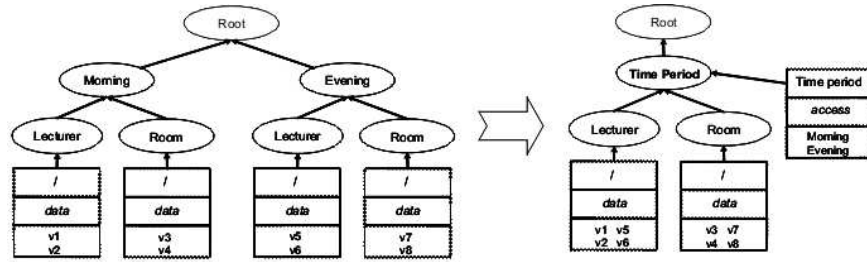 Root
Morning
Evening
Lecturer
Room
Lecturer
Room
/
/
/
/
data
data
data
data
v1
v2
v3
v4
v5
v6
v7
v8
Root
Time Period
Lecturer
Room
Time period
access
Morning
Evening
/
/
data
data
v1 v5
v2 v6
v3 v7
v4 v8